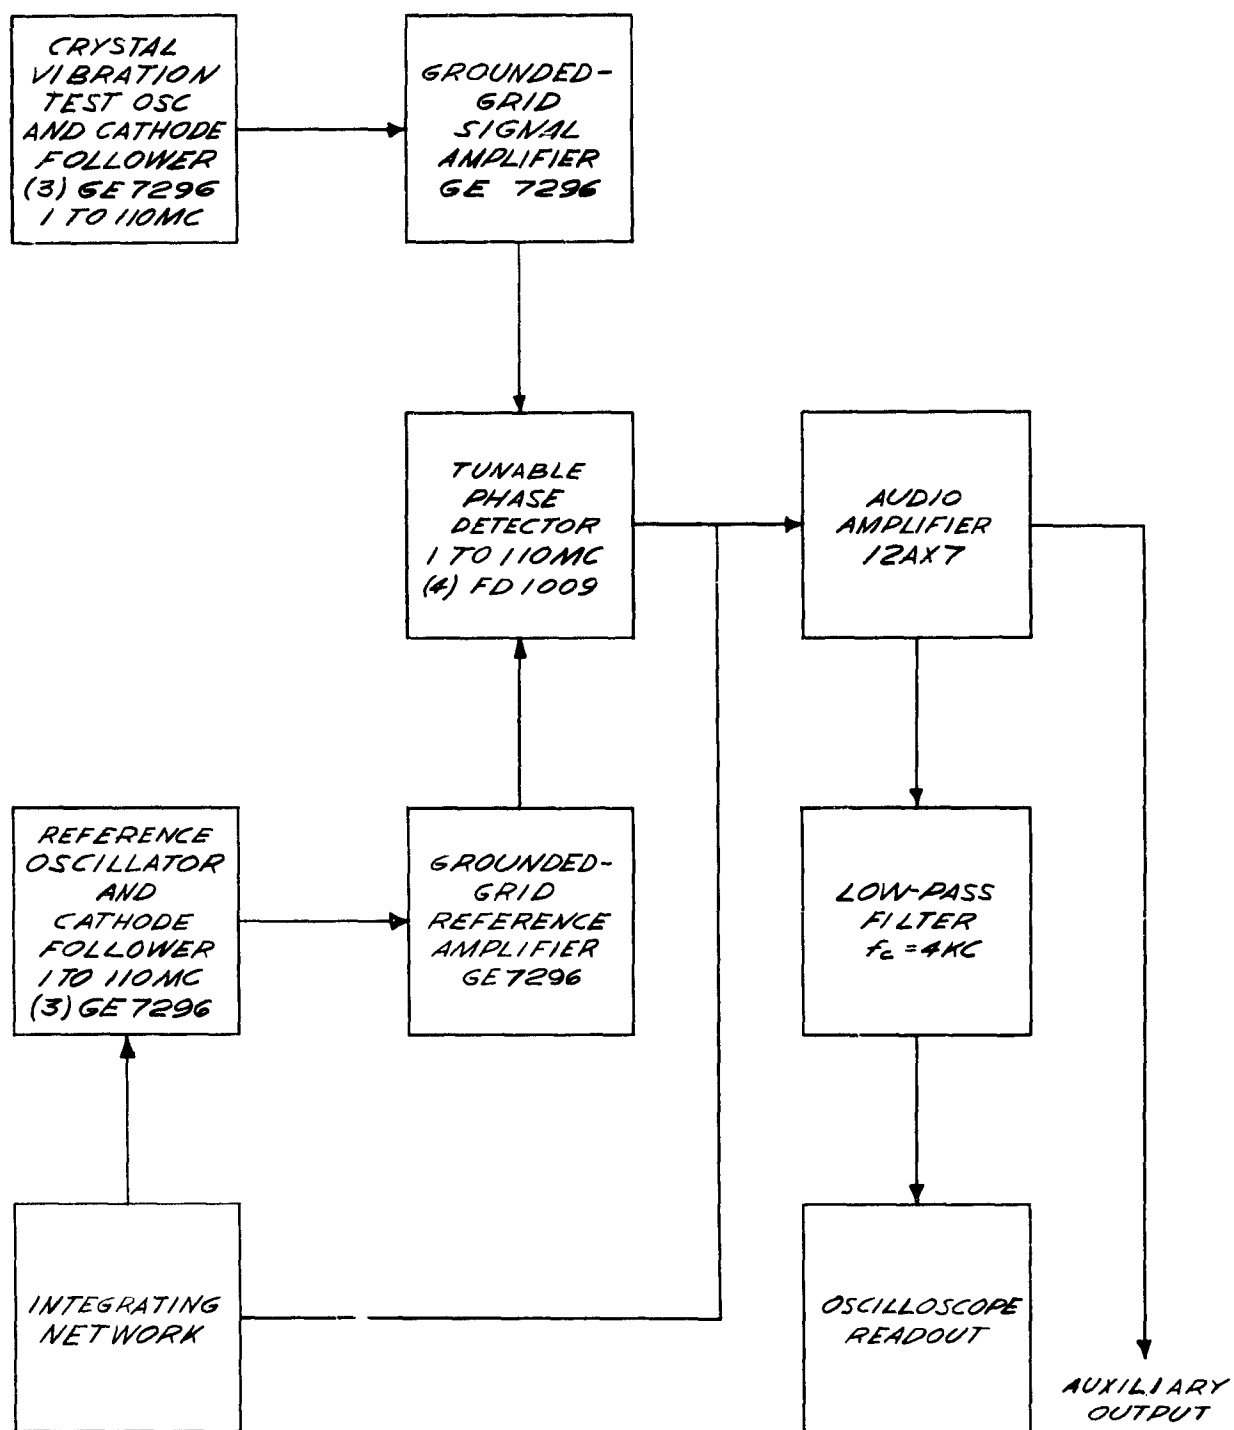 CRYSTAL
VIBRATION
TEST OSC
AND CATHODE
FOLLOWER
(3) GE 7296
1 TO 110MC
GROUNDED-
GRID
SIGNAL
AMPLIFIER
GE 7296
TUNABLE
PHASE
DETECTOR
1 TO 110MC
(4) FD1009
AUDIO
AMPLIFIER
12AX7
REFERENCE
OSCILLATOR
AND
CATHODE
FOLLOWER
1 TO 110MC
(3) GE 7296
GROUNDED-
GRID
REFERENCE
AMPLIFIER
GE 7296
LOW-PASS
FILTER
fc = 4KC
INTEGRATING
NETWORK
OSCILLOSCOPE
READOUT
AUXILIARY
OUTPUT